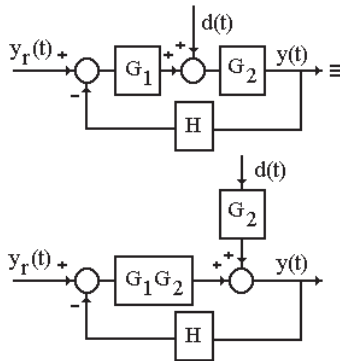 d(t)
y_r(t) + - G_1 + + G_2 y(t) ≡
H
d(t)
G_2
y_r(t) + - G_1G_2 + + y(t)
H